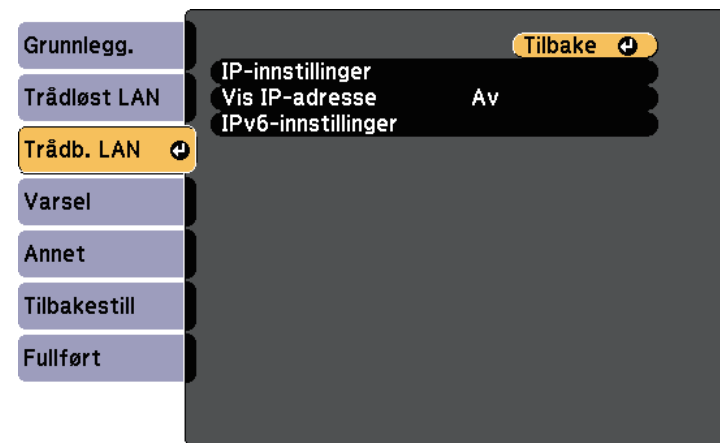 Grunnlegg.
Trådløst LAN
Trådb. LAN
Varsel
Annet
Tilbakestill
Fullført
Tilbake
IP-innstillinger
Vis IP-adresse Av
IPv6-innstillinger